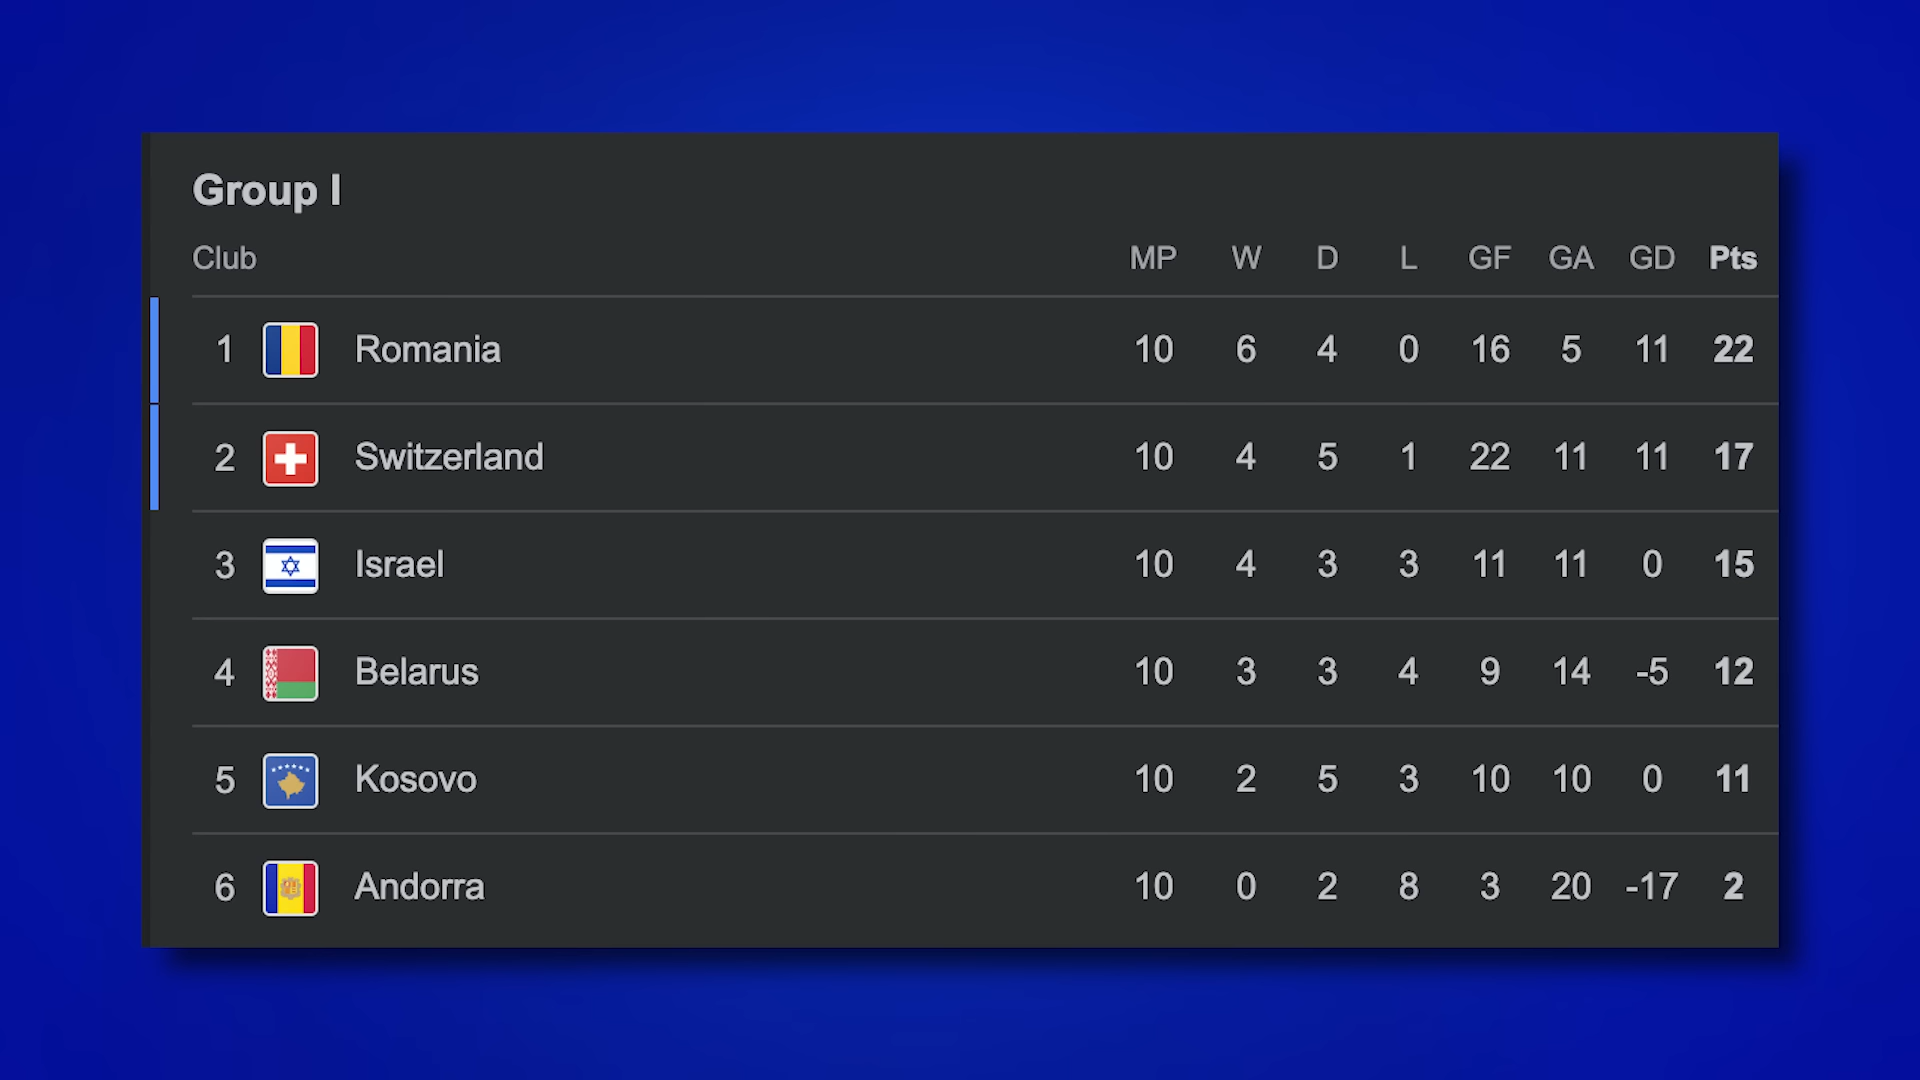 Group I
Club MP W D L GF GA GD Pts
1 Romania 10 6 4 0 16 5 11 22
2 Switzerland 10 4 5 1 22 11 11 17
3 Israel 10 4 3 3 11 11 0 15
4 Belarus 10 3 3 4 9 14 -5 12
5 Kosovo 10 2 5 3 10 10 0 11
6 Andorra 10 0 2 8 3 20 -17 2